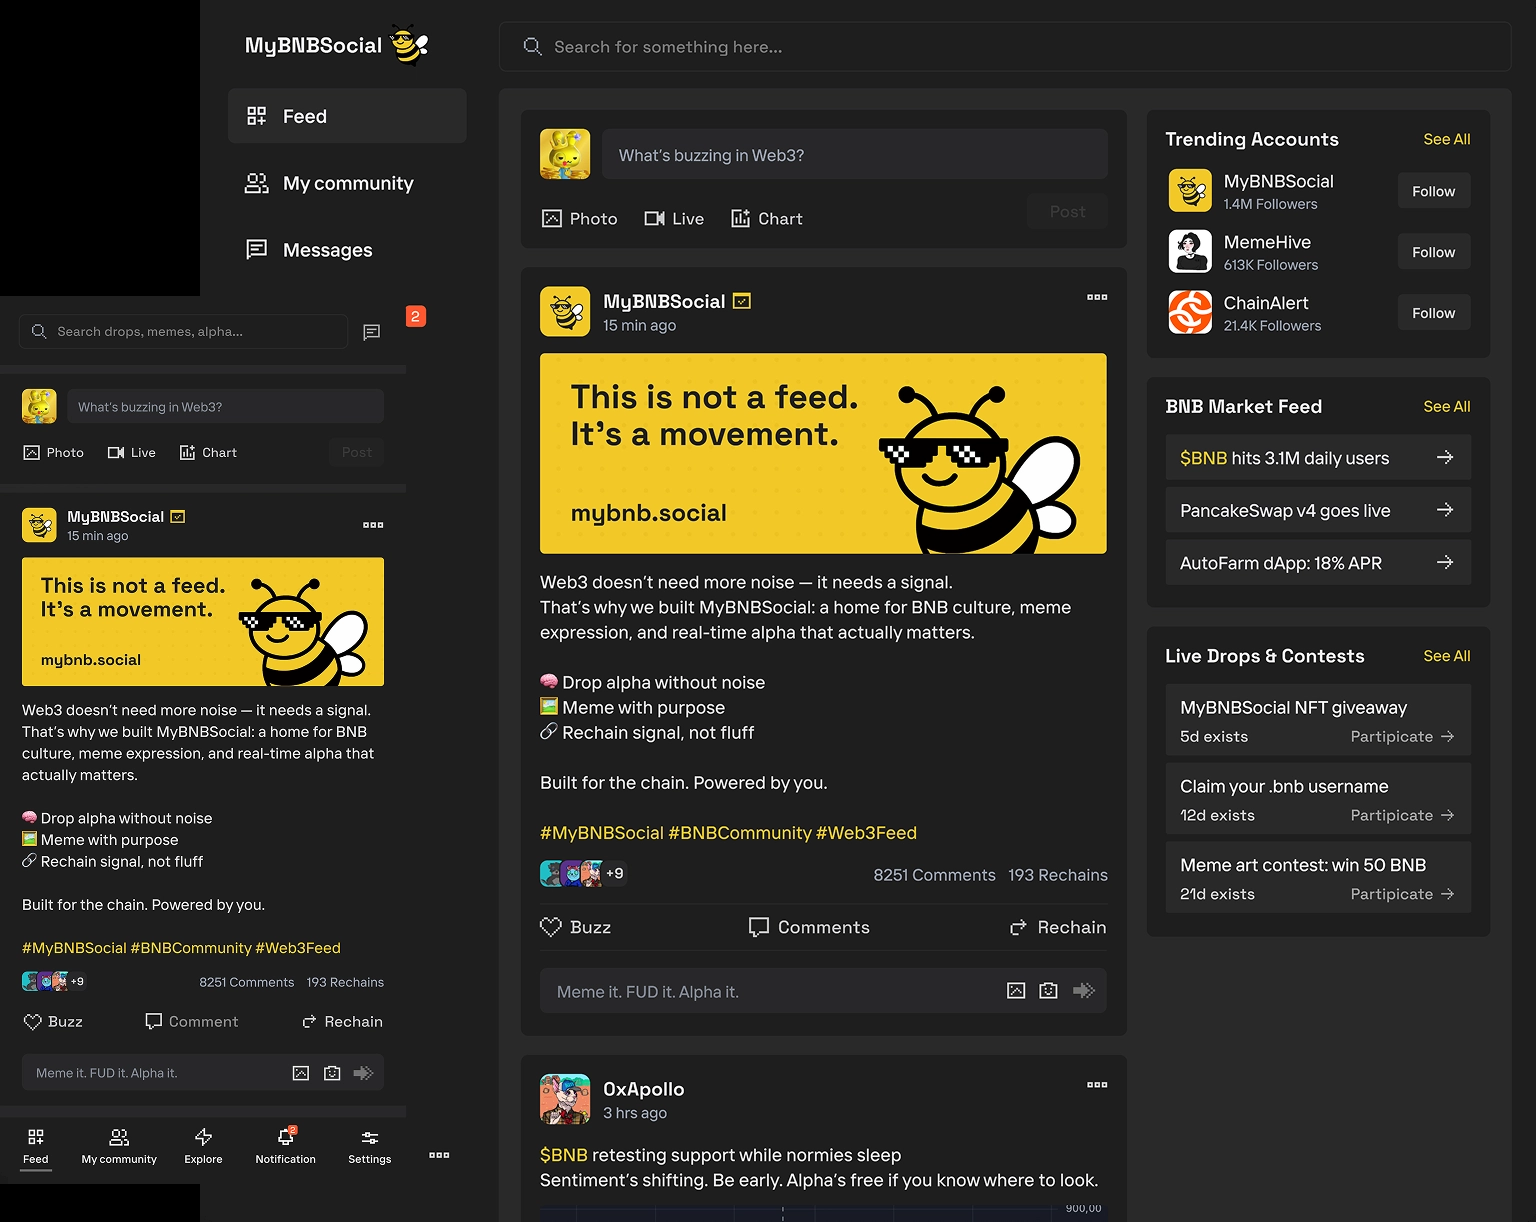 MyBNBSocial
Feed
My community
Messages
2
Search for something here...
What's buzzing in Web3?
Photo
Live
Chart
Post
MyBNBSocial
15 min ago
This is not a feed.
It's a movement.
mybnb.social
Web3 doesn't need more noise — it needs a signal.
That's why we built MyBNBSocial: a home for BNB culture, meme
expression, and real-time alpha that actually matters.
🧠 Drop alpha without noise
🖼️ Meme with purpose
🔗 Rechain signal, not fluff
Built for the chain. Powered by you.
#MyBNBSocial #BNBCommunity #Web3Feed
+9
8251 Comments 193 Rechains
Buzz
Comments
Rechain
Meme it. FUD it. Alpha it.
0xApollo
3 hrs ago
$BNB retesting support while normies sleep
Sentiment's shifting. Be early. Alpha's free if you know where to look.
900,00
Trending Accounts
See All
MyBNBSocial
1.4M Followers
Follow
MemeHive
613K Followers
Follow
ChainAlert
21.4K Followers
Follow
BNB Market Feed
See All
$BNB hits 3.1M daily users
PancakeSwap v4 goes live
AutoFarm dApp: 18% APR
Live Drops & Contests
See All
MyBNBSocial NFT giveaway
5d exists
Partipicate
Claim your .bnb username
12d exists
Partipicate
Meme art contest: win 50 BNB
21d exists
Partipicate
Search drops, memes, alpha...
What's buzzing in Web3?
Photo
Live
Chart
Post
MyBNBSocial
15 min ago
This is not a feed.
It's a movement.
mybnb.social
Web3 doesn't need more noise — it needs a signal.
That's why we built MyBNBSocial: a home for BNB
culture, meme expression, and real-time alpha that
actually matters.
🧠 Drop alpha without noise
🖼️ Meme with purpose
🔗 Rechain signal, not fluff
Built for the chain. Powered by you.
#MyBNBSocial #BNBCommunity #Web3Feed
+9
8251 Comments 193 Rechains
Buzz
Comment
Rechain
Meme it. FUD it. Alpha it.
Feed
My community
Explore
2
Notification
Settings